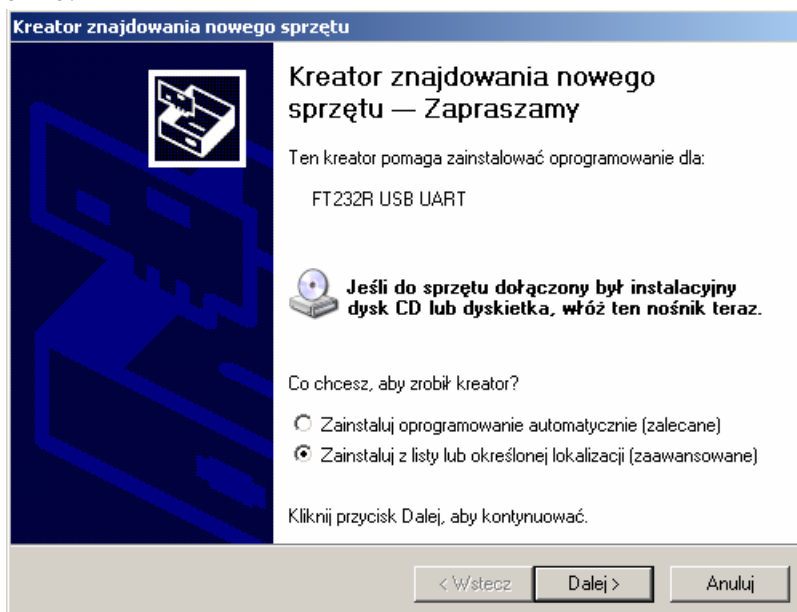 Kreator znajdowania nowego sprzętu
Kreator znajdowania nowego
sprzętu — Zapraszamy
Ten kreator pomaga zainstalować oprogramowanie dla:
FT232R USB UART
Jeśli do sprzętu dołączony był instalacyjny
dysk CD lub dyskietka, włóż ten nośnik teraz.
Co chcesz, aby zrobił kreator?
Zainstaluj oprogramowanie automatycznie (zalecane)
Zainstaluj z listy lub określonej lokalizacji (zaawansowane)
Kliknij przycisk Dalej, aby kontynuować.
< Wstecz Dalej > Anuluj